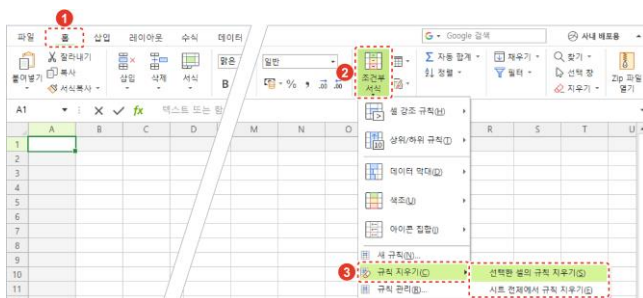 1
파일 홈 삽입 레이아웃 수식 데이터 G - Google 검색 사내 배포용
붙여넣기 잘라내기 복사 서식복사 삽입 삭제 서식 맑은 B 일반 % , .00 2 조건부 서식 자동 합계 정렬 채우기 필터 찾기 선택 창 지우기 Zip 파일 열기
A1 fx 텍스트 또는
A B C D M N O R S T U
1
2
3
4
5
6
7
8
9
10
11
셀 강조 규칙(H)
상위/하위 규칙(T)
데이터 막대(D)
색조(S)
아이콘 집합(I)
새 규칙(N)...
3 규칙 지우기(C) 선택한 셀의 규칙 지우기(S)
규칙 관리(R)... 시트 전체에서 규칙 지우기(E)